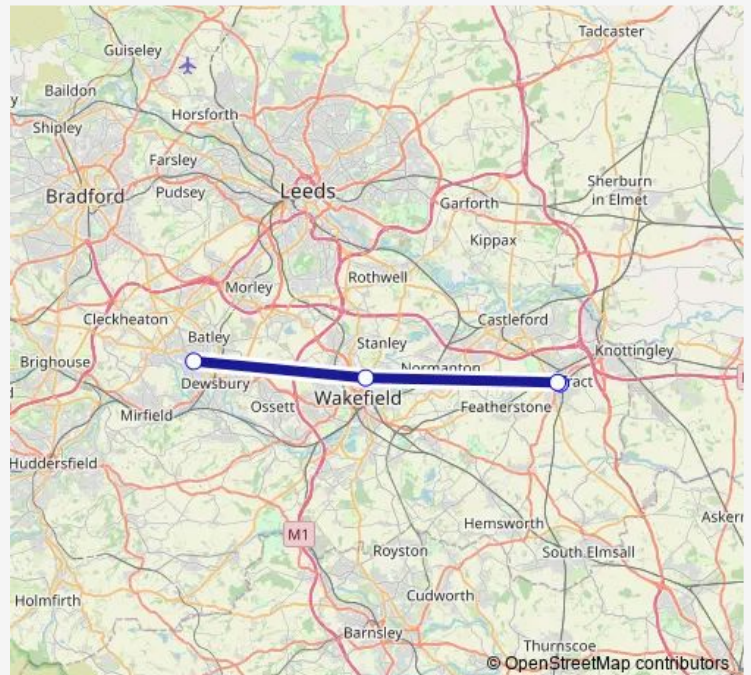 Tadcaster
Guiseley
Baildon
y
Horsforth
Shipley
Farsley
Leeds
Sherburn
in Elmet
Bradford
Pudsey
Garforth
Kippax
Rothwell
Morley
Cleckheaton
Castleford
Batley
Stanley
Knottingley
Brighouse
Normanton
Dewsbury
ract
d
Wakefield
Mirfield
Ossett
Featherstone
Huddersfield
Askern
Hemsworth
M1
Royston
South Elmsall
Cudworth
Holmfirth
Barnsley
Thurnscoe
© OpenStreetMap contributors